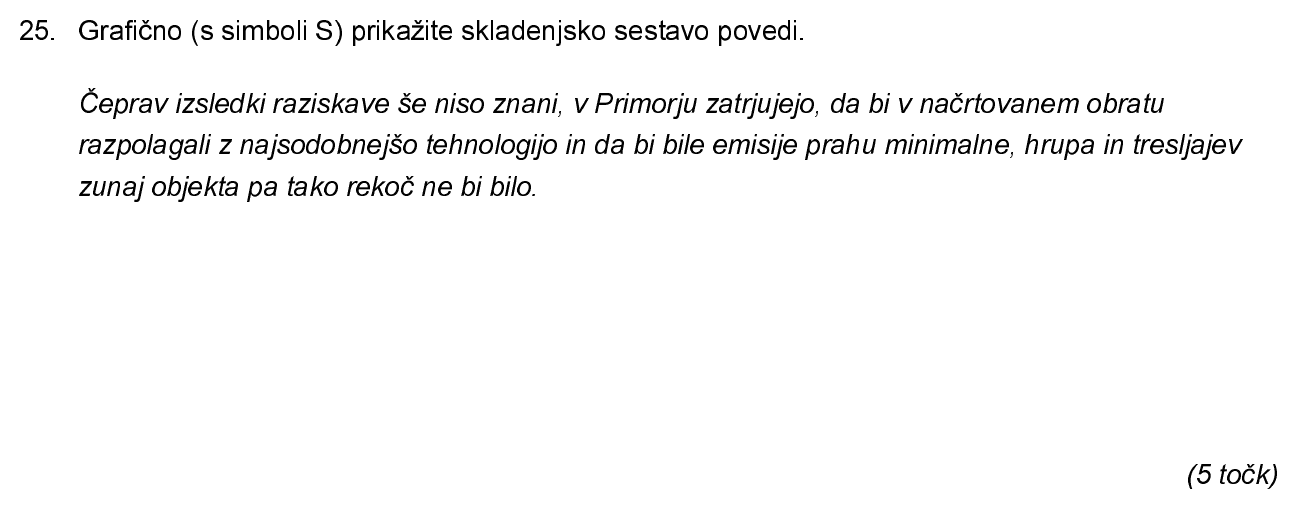 25. Grafično (s simboli S) prikažite skladenjsko sestavo povedi.
Čeprav izsledki raziskave še niso znani, v Primorju zatrjujejo, da bi v načrtovanem obratu
razpolagali z najsodobnejšo tehnologijo in da bi bile emisije prahu minimalne, hrupa in tresljajev
zunaj objekta pa tako rekoč ne bi bilo.
(5 točk)